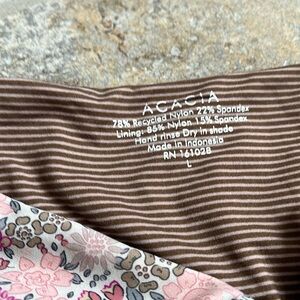 ACACIA
78% Recycled Nylon 22% Spandex
Lining: 85% Nylon 15% Spandex
Hand rinse Dry in shade
Made in Indonesia
RN 161028
L